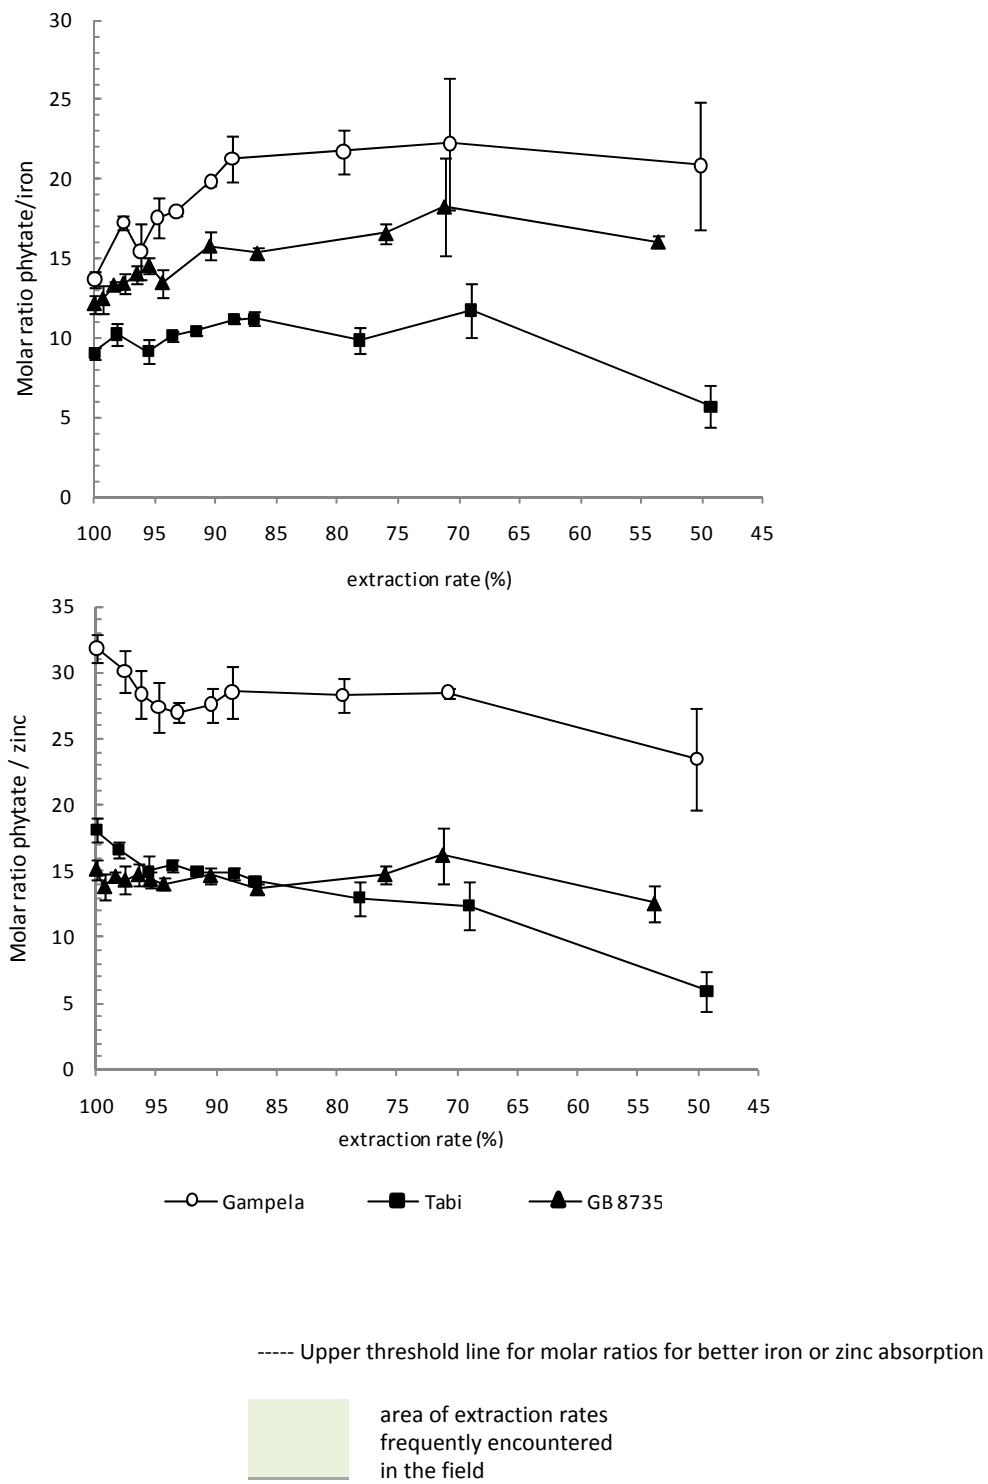 30
25
20
15
10
5
0
Molar ratio phytate/iron
100 95 90 85 80 75 70 65 60 55 50 45
extraction rate (%)
35
30
25
20
15
10
5
0
Molar ratio phytate / zinc
100 95 90 85 80 75 70 65 60 55 50 45
extraction rate (%)
Gampela Tabi GB 8735
----- Upper threshold line for molar ratios for better iron or zinc absorption
area of extraction rates
frequently encountered
in the field